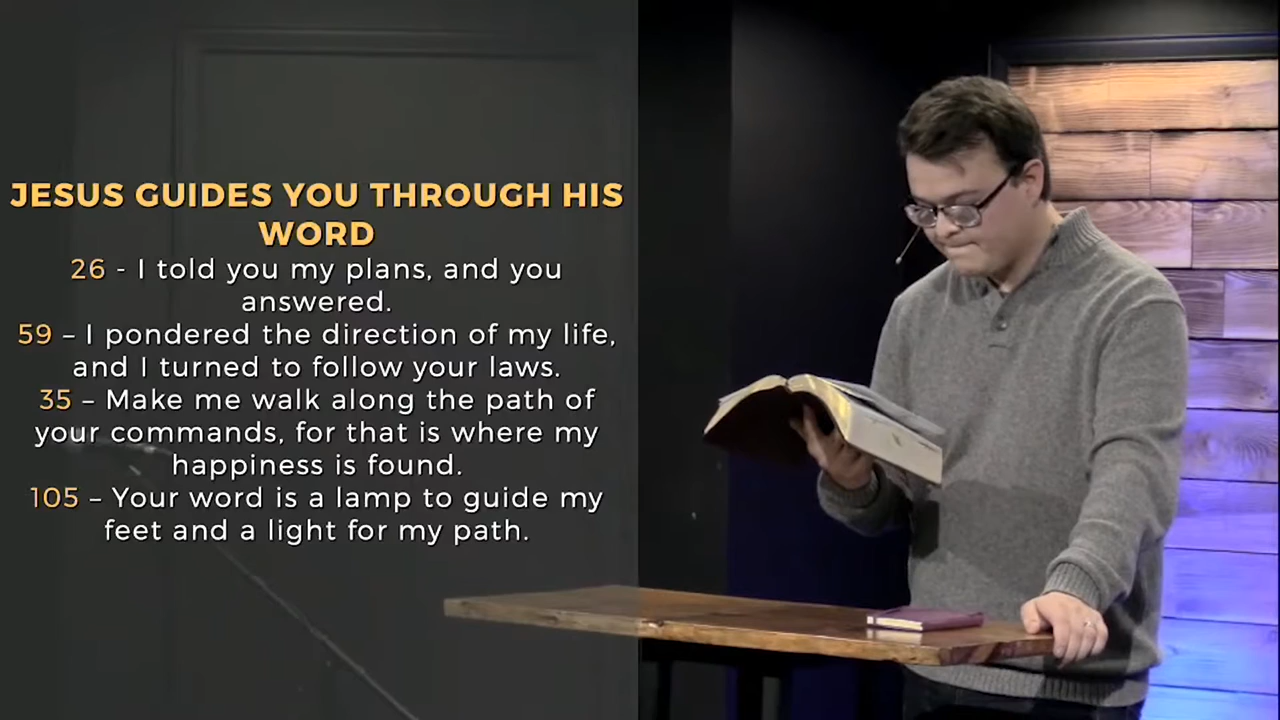 JESUS GUIDES YOU THROUGH HIS
WORD
26 - I told you my plans, and you
answered.
59 – I pondered the direction of my life,
and I turned to follow your laws.
35 – Make me walk along the path of
your commands, for that is where my
happiness is found.
105 – Your word is a lamp to guide my
feet and a light for my path.